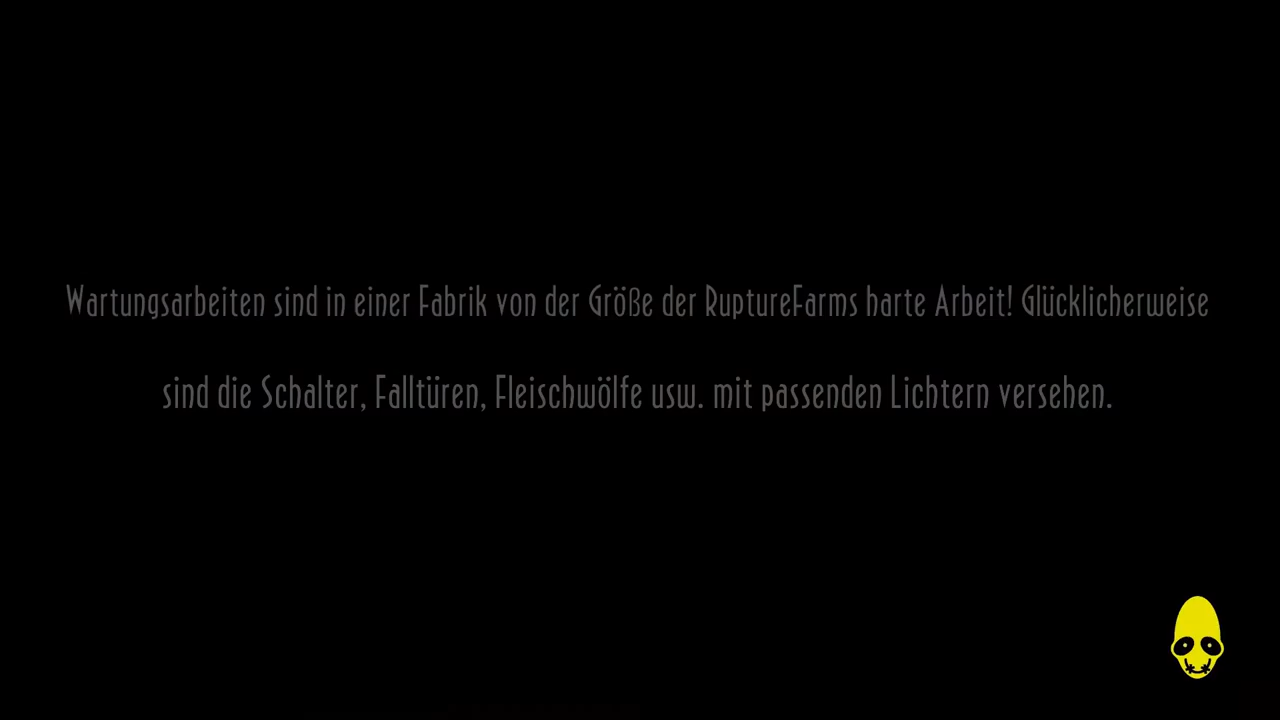 Wartungsarbeiten sind in einer Fabrik von der Größe der RuptureFarms harte Arbeit! Glücklicherweise
sind die Schalter, Falltüren, Fleischwölfe usw. mit passenden Lichtern versehen.